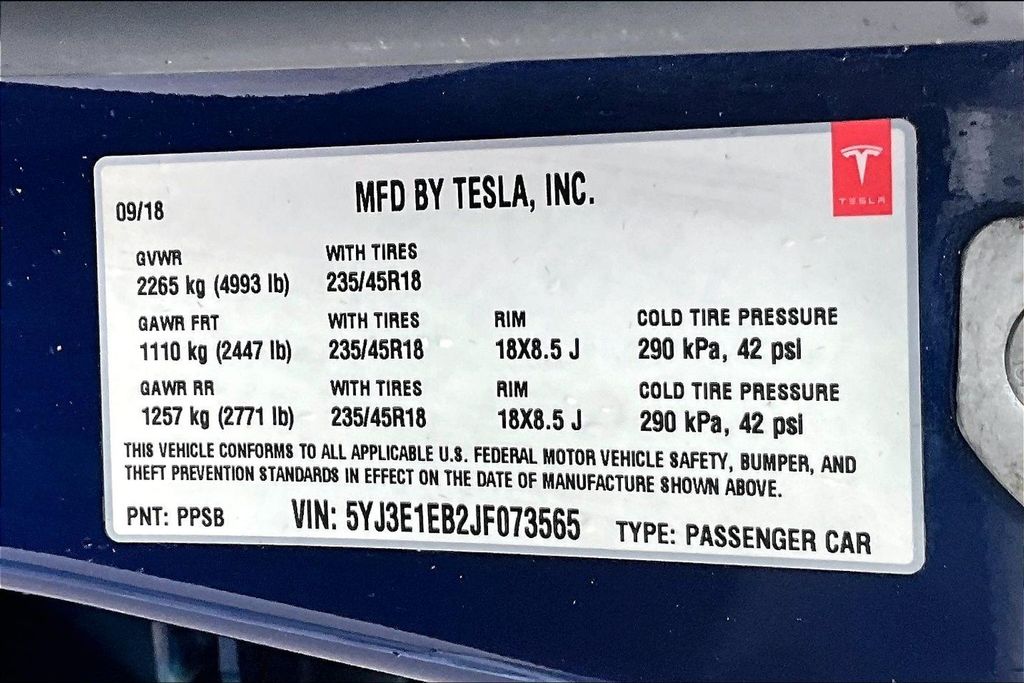 TESLA
09/18
MFD BY TESLA, INC.
GVWR WITH TIRES
2265 kg (4993 lb) 235/45R18
GAWR FRT WITH TIRES RIM COLD TIRE PRESSURE
1110 kg (2447 lb) 235/45R18 18X8.5 J 290 kPa, 42 psi
GAWR RR WITH TIRES RIM COLD TIRE PRESSURE
1257 kg (2771 lb) 235/45R18 18X8.5 J 290 kPa, 42 psi
THIS VEHICLE CONFORMS TO ALL APPLICABLE U.S. FEDERAL MOTOR VEHICLE SAFETY, BUMPER, AND
THEFT PREVENTION STANDARDS IN EFFECT ON THE DATE OF MANUFACTURE SHOWN ABOVE.
PNT: PPSB VIN: 5YJ3E1EB2JF073565 TYPE: PASSENGER CAR